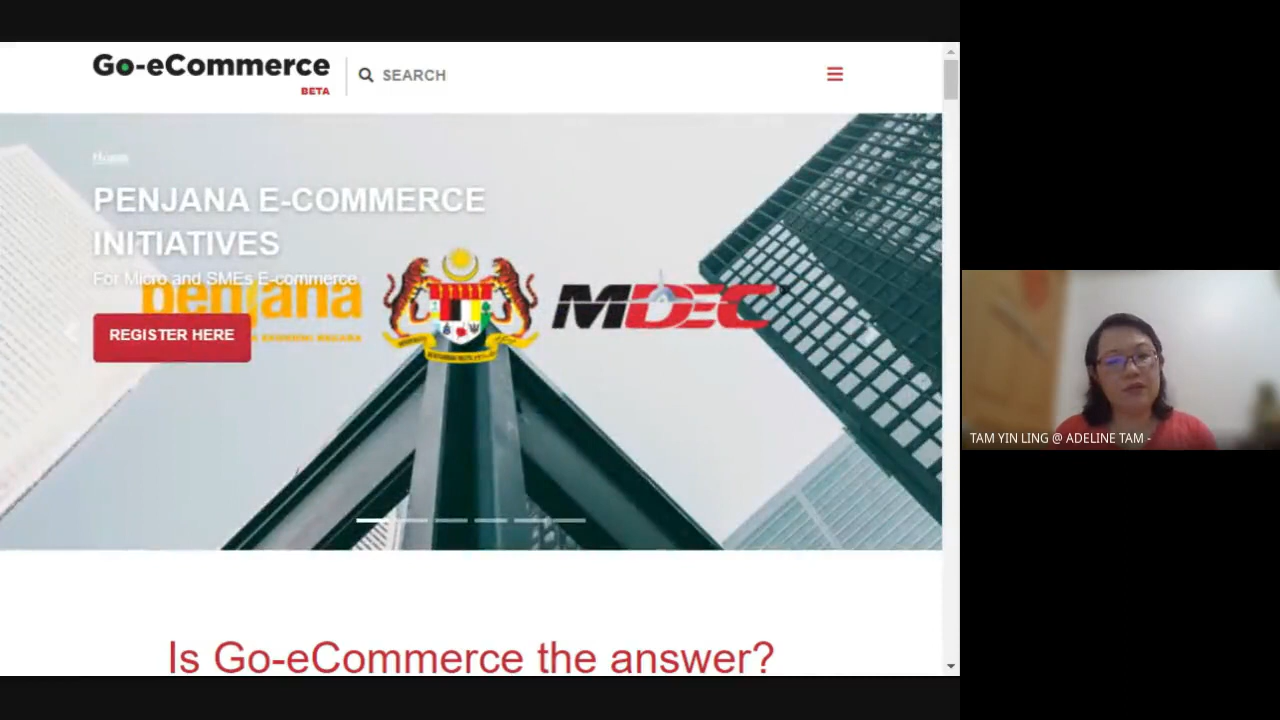 Go-eCommerce
BETA
SEARCH
Home
PENJANA E-COMMERCE
INITIATIVES
For Micro and SMEs E-commerce
penjana
REGISTER HERE
MDEC
Is Go-eCommerce the answer?
TAM YIN LING @ ADELINE TAM -